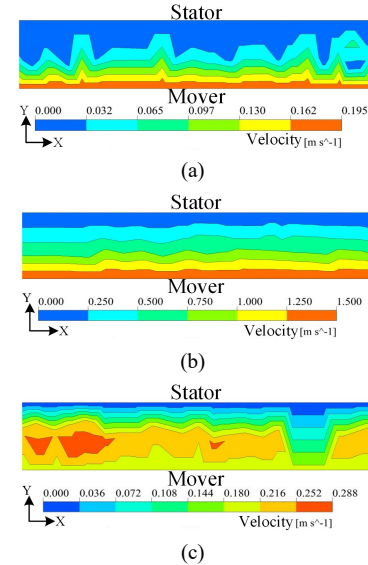 Stator
Y
Mover
0.000 0.032 0.065 0.097 0.130 0.162 0.195
X
Velocity[m s^-1]
(a)
Stator
Y
Mover
0.000 0.250 0.500 0.750 1.000 1.250 1.500
X
Velocity[m s^-1]
(b)
Stator
Y
Mover
0.000 0.036 0.072 0.108 0.144 0.180 0.216 0.252 0.288
X
Velocity[m s^-1]
(c)